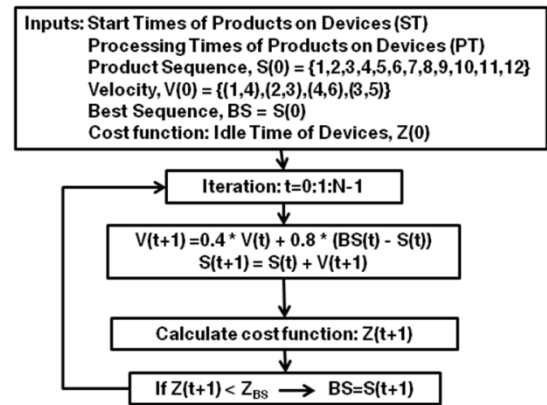 Inputs: Start Times of Products on Devices (ST)
Processing Times of Products on Devices (PT)
Product Sequence, S(0) = {1,2,3,4,5,6,7,8,9,10,11,12}
Velocity, V(0) = {(1,4),(2,3),(4,6),(3,5)}
Best Sequence, BS = S(0)
Cost function: Idle Time of Devices, Z(0)
Iteration: t=0:1:N-1
V(t+1) =0.4 * V(t) + 0.8 * (BS(t) - S(t))
S(t+1) = S(t) + V(t+1)
Calculate cost function: Z(t+1)
If Z(t+1) < Z_BS → BS=S(t+1)